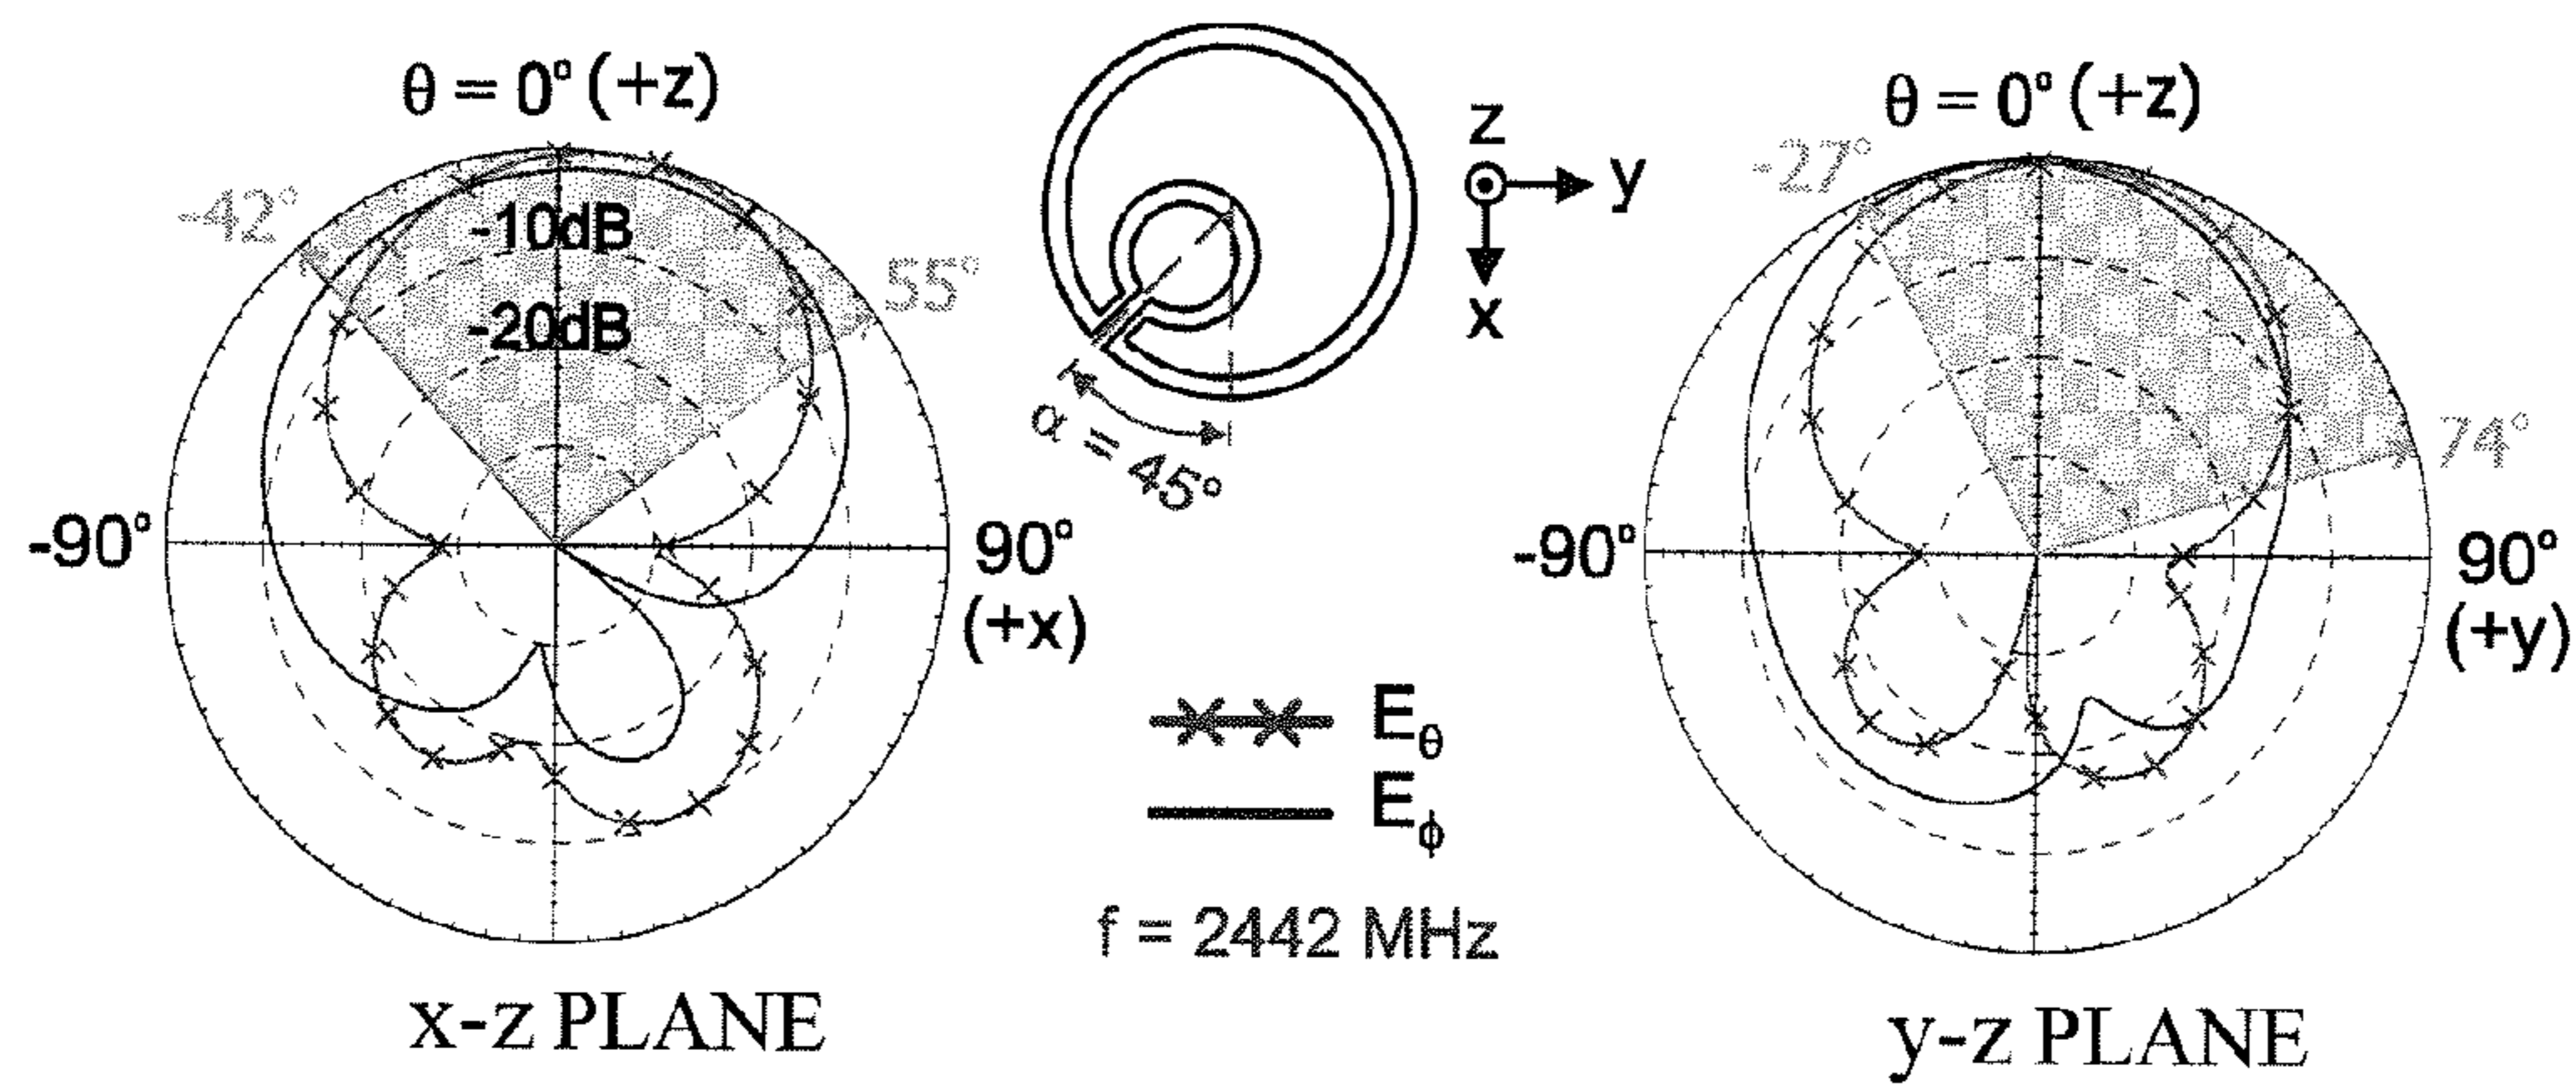 θ = 0° (+z)
-42°
-10dB
-20dB
55°
-90°
90°
(+x)
x-z PLANE
z
y
x
α = 45°
E_θ
E_ϕ
f = 2442 MHz
θ = 0° (+z)
-27°
74°
-90°
90°
(+y)
y-z PLANE